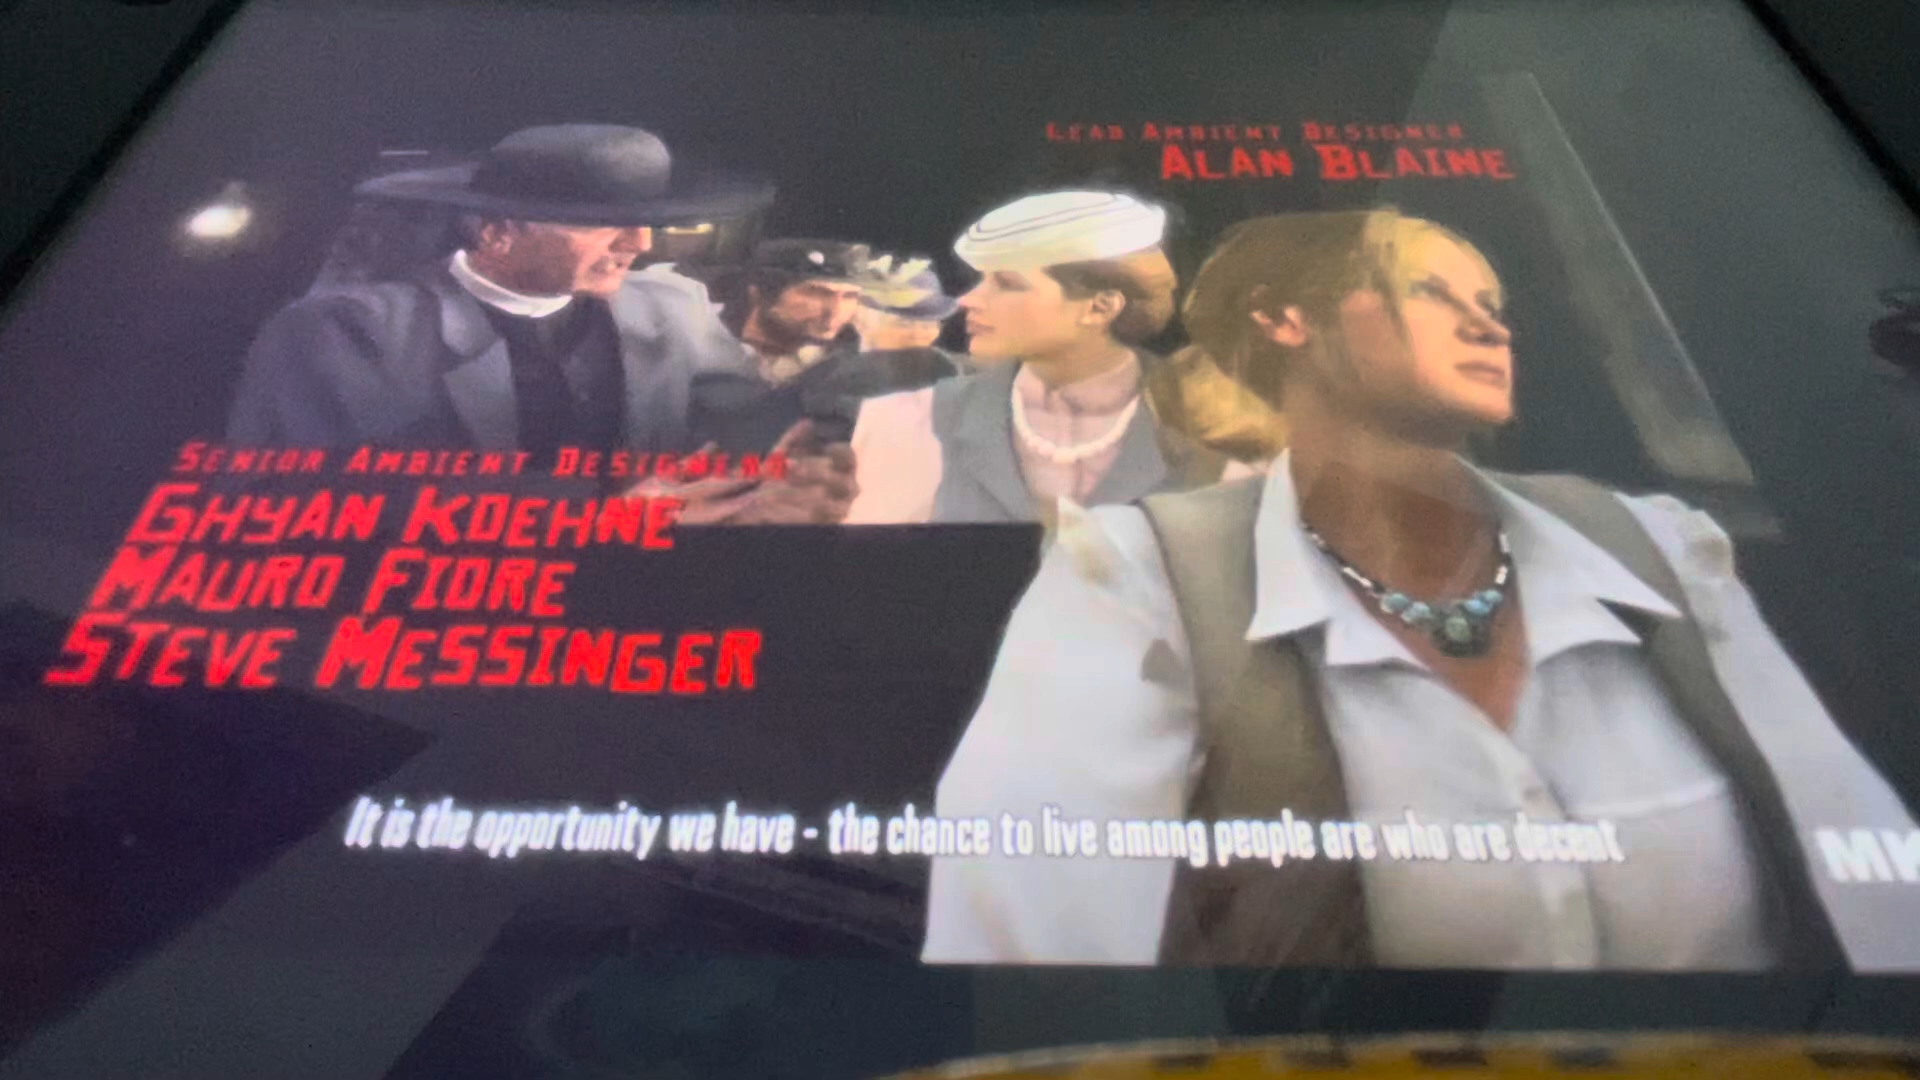 LEAD AMBIENT DESIGNER
ALAN BLAINE
SENIOR AMBIENT DESIGNERS
GHYAN KOEHNE
MAURO FIORE
STEVE MESSINGER
It is the opportunity we have - the chance to live among people are who are decent